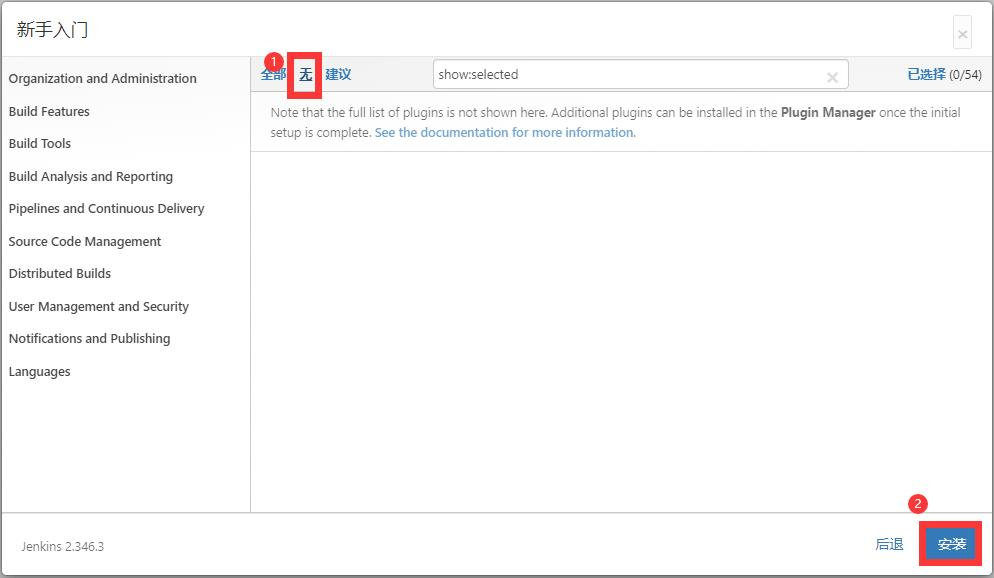 新手入门
×
Organization and Administration
Build Features
Build Tools
Build Analysis and Reporting
Pipelines and Continuous Delivery
Source Code Management
Distributed Builds
User Management and Security
Notifications and Publishing
Languages
1
全部 无 建议 show:selected × 已选择 (0/54)
Note that the full list of plugins is not shown here. Additional plugins can be installed in the Plugin Manager once the initial
setup is complete. See the documentation for more information.
2
Jenkins 2.346.3 后退 安装